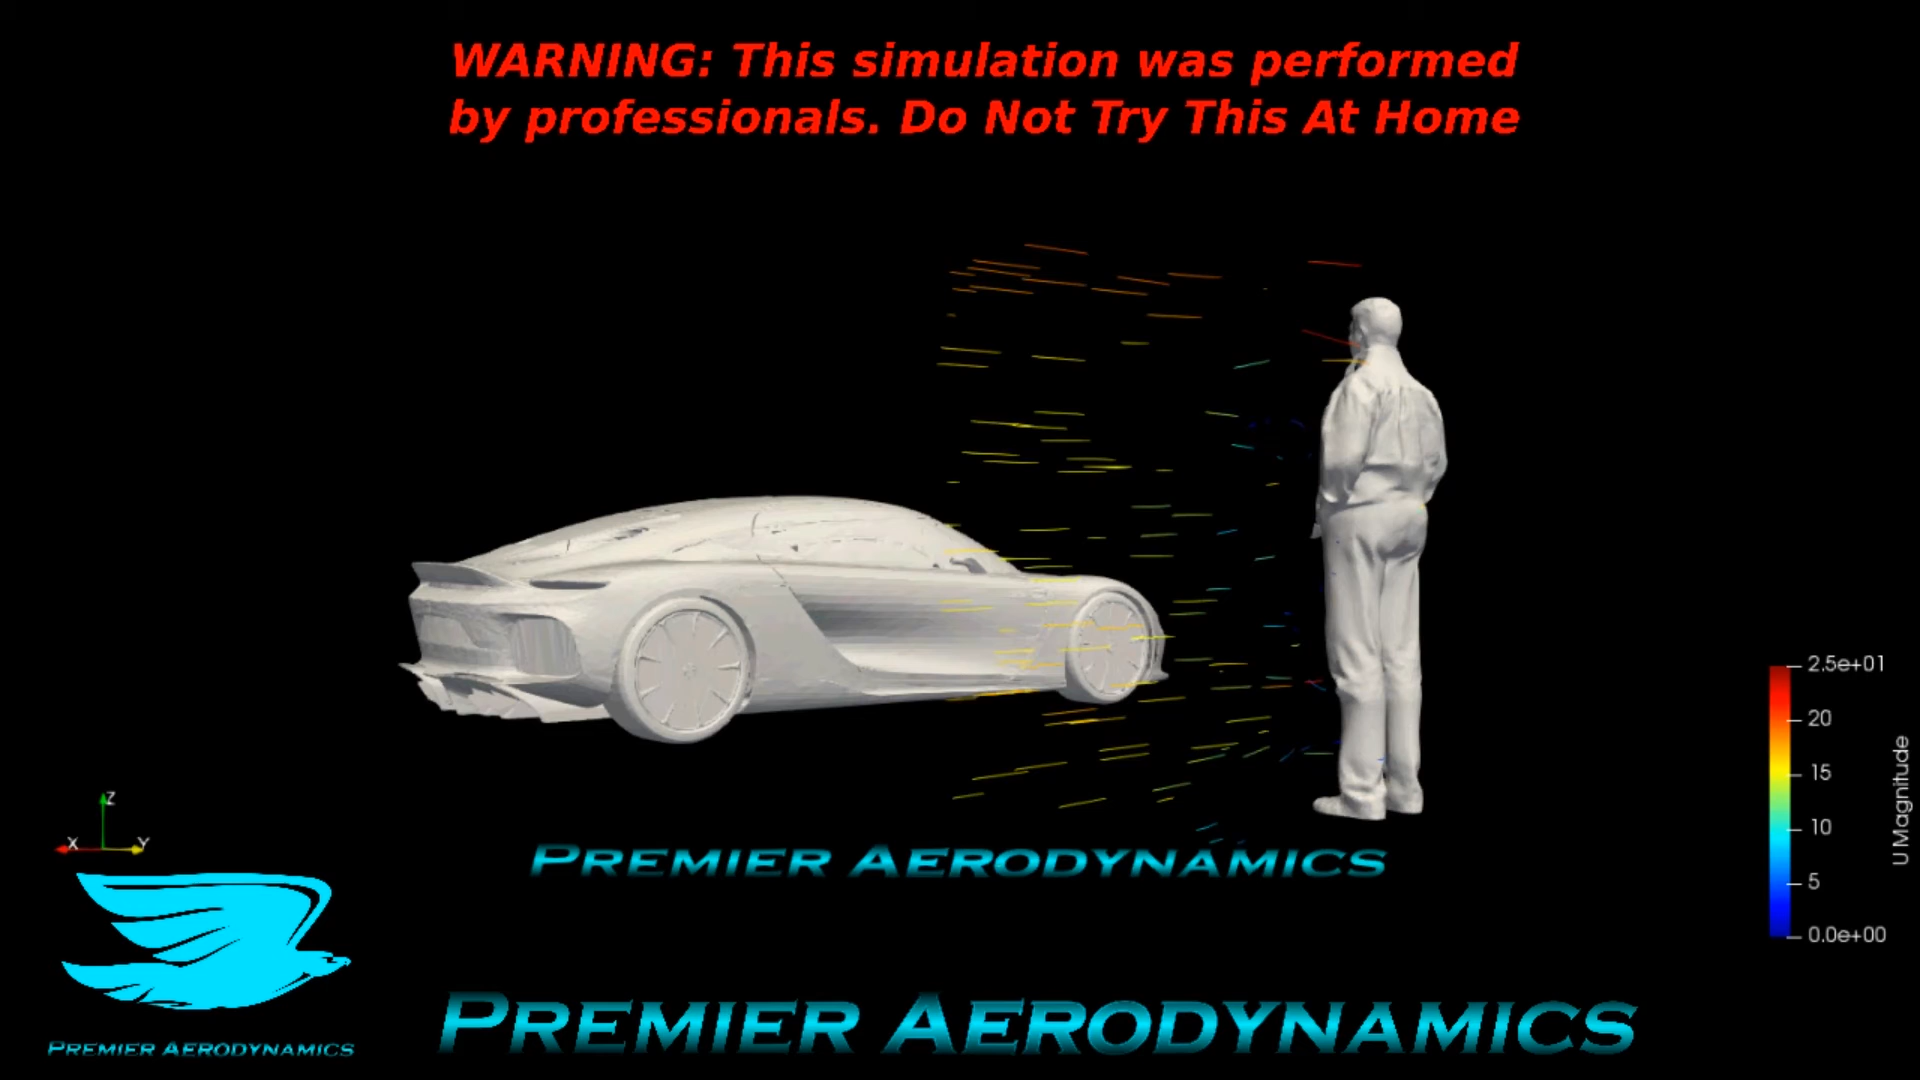 WARNING: This simulation was performed
by professionals. Do Not Try This At Home
2.5e+01
20
15
10
5
0.0e+00
U Magnitude
Z
X
Y
PREMIER AERODYNAMICS
PREMIER AERODYNAMICS
PREMIER AERODYNAMICS